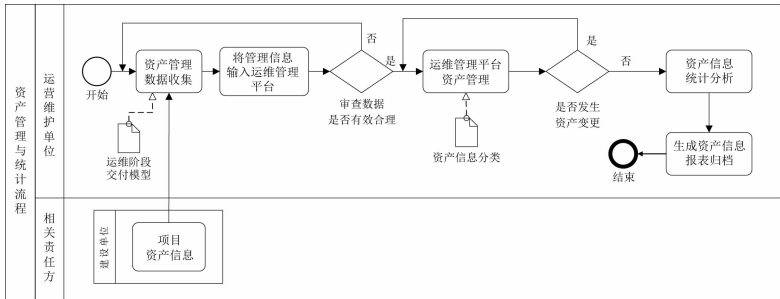 资产管理与统计流程
运营维护单位
开始
资产管理
数据收集
将管理信息
输入运维管理
平台
否
是
审查数据
是否有效合理
运维管理平台
资产管理
是
否
是否发生
资产变更
资产信息
统计分析
生成资产信息
报表归档
结束
运维阶段
交付模型
资产信息分类
相关责任方
建设单位
项目
资产信息